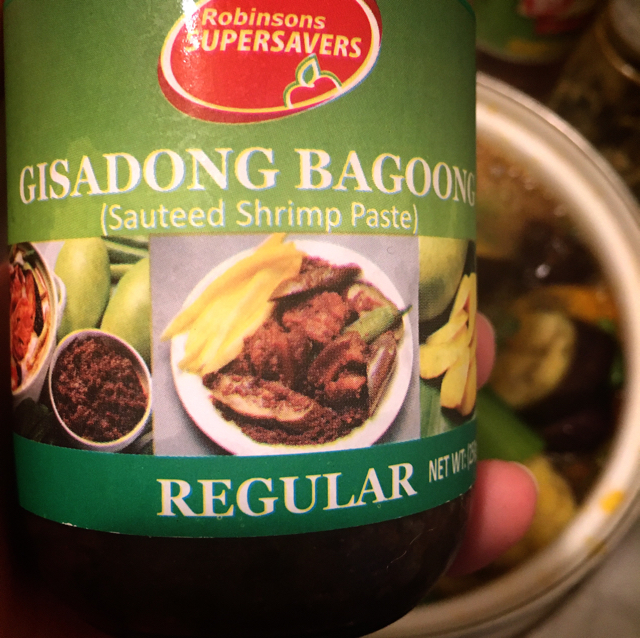 Robinsons
SUPERSAVERS
GISADONG BAGOONG
(Sauteed Shrimp Paste)
REGULAR
NET WT: